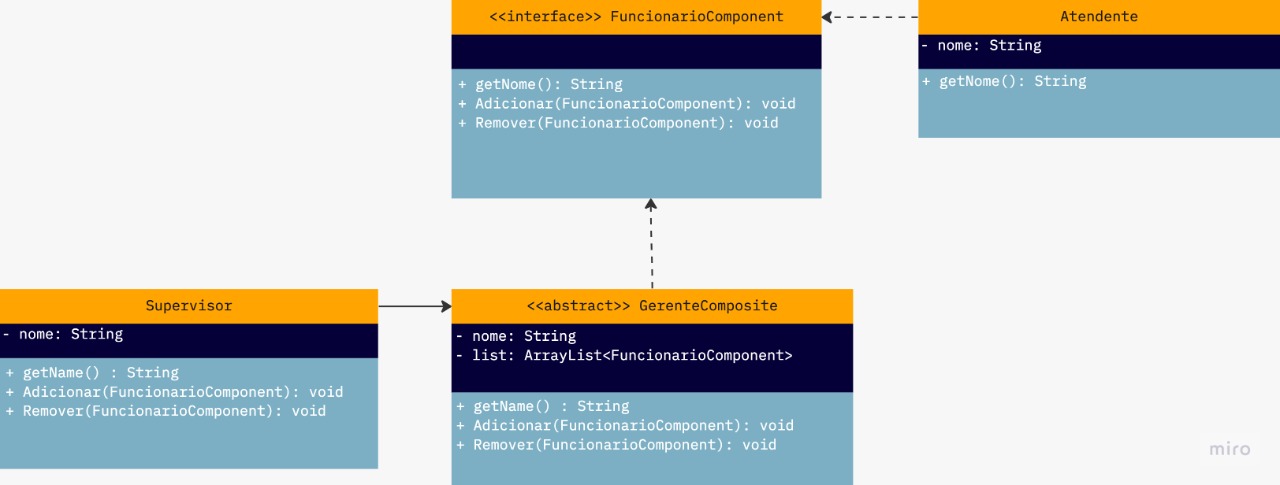 <<interface>> FuncionarioComponent
+ getNome(): String
+ Adicionar(FuncionarioComponent): void
+ Remover(FuncionarioComponent): void
Atendente
- nome: String
+ getNome(): String
Supervisor
- nome: String
+ getName() : String
+ Adicionar(FuncionarioComponent): void
+ Remover(FuncionarioComponent): void
<<abstract>> GerenteComposite
- nome: String
- list: ArrayList<FuncionarioComponent>
+ getName() : String
+ Adicionar(FuncionarioComponent): void
+ Remover(FuncionarioComponent): void
miro